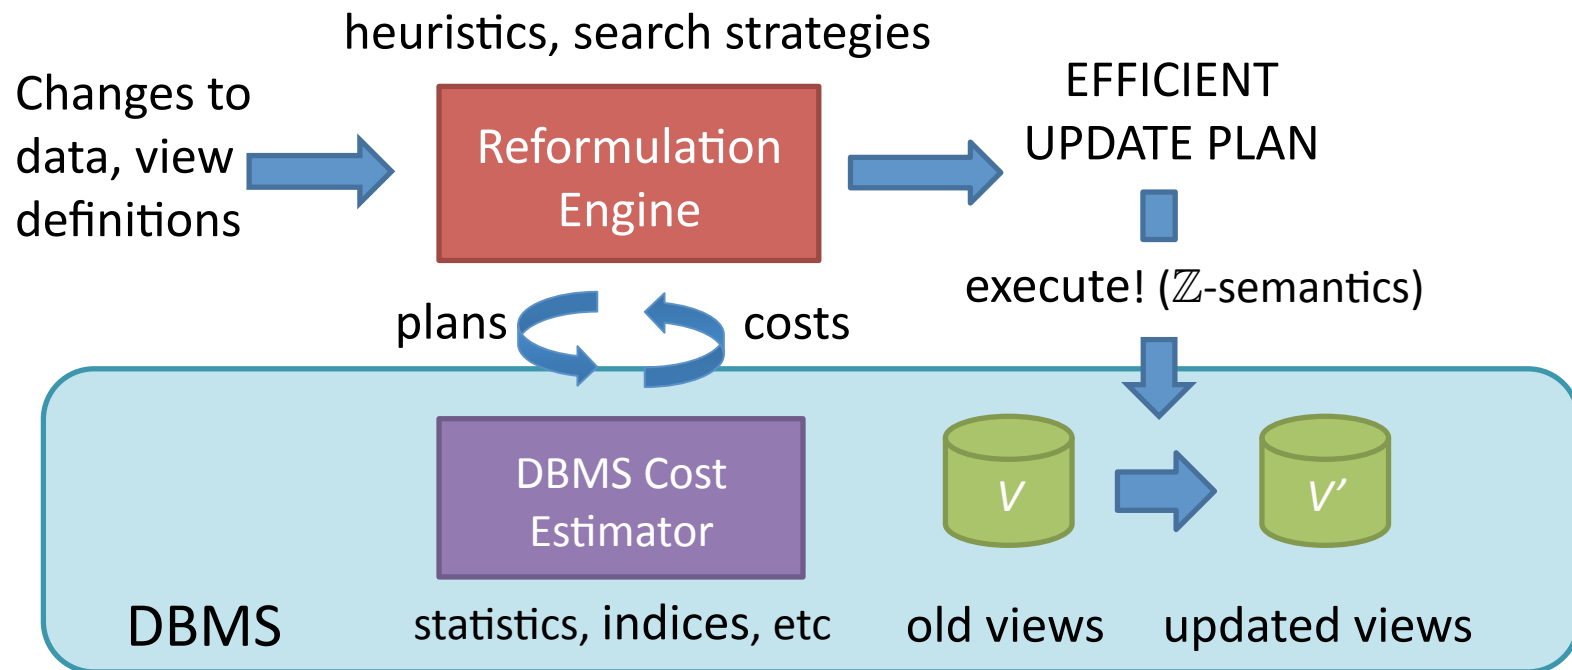 heuristics, search strategies
Changes to
data, view
definitions
Reformulation
Engine
EFFICIENT
UPDATE PLAN
execute! (ℤ-semantics)
plans
costs
DBMS Cost
Estimator
V
V’
DBMS
statistics, indices, etc
old views
updated views